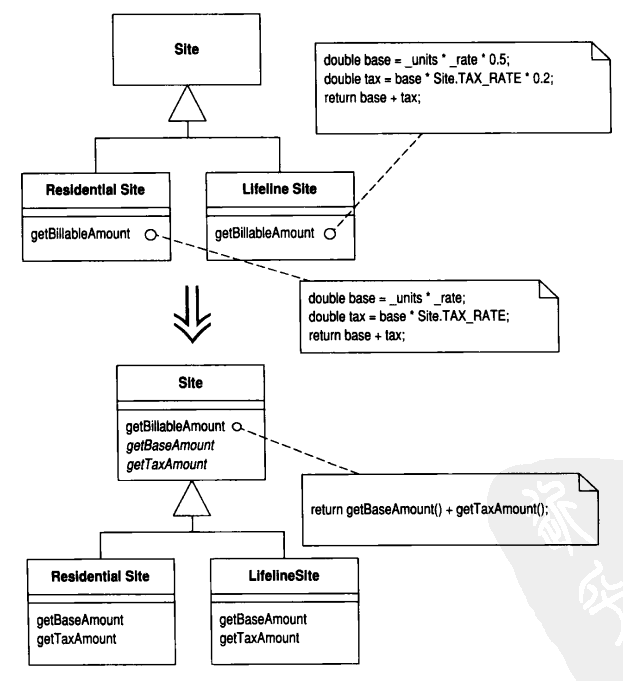 Site
double base = _units * _rate * 0.5;
double tax = base * Site.TAX_RATE * 0.2;
return base + tax;
Residential Site
getBillableAmount
Lifeline Site
getBillableAmount
double base = _units * _rate;
double tax = base * Site.TAX_RATE;
return base + tax;
Site
getBillableAmount
getBaseAmount
getTaxAmount
return getBaseAmount() + getTaxAmount();
Residential Site
getBaseAmount
getTaxAmount
LifelineSite
getBaseAmount
getTaxAmount